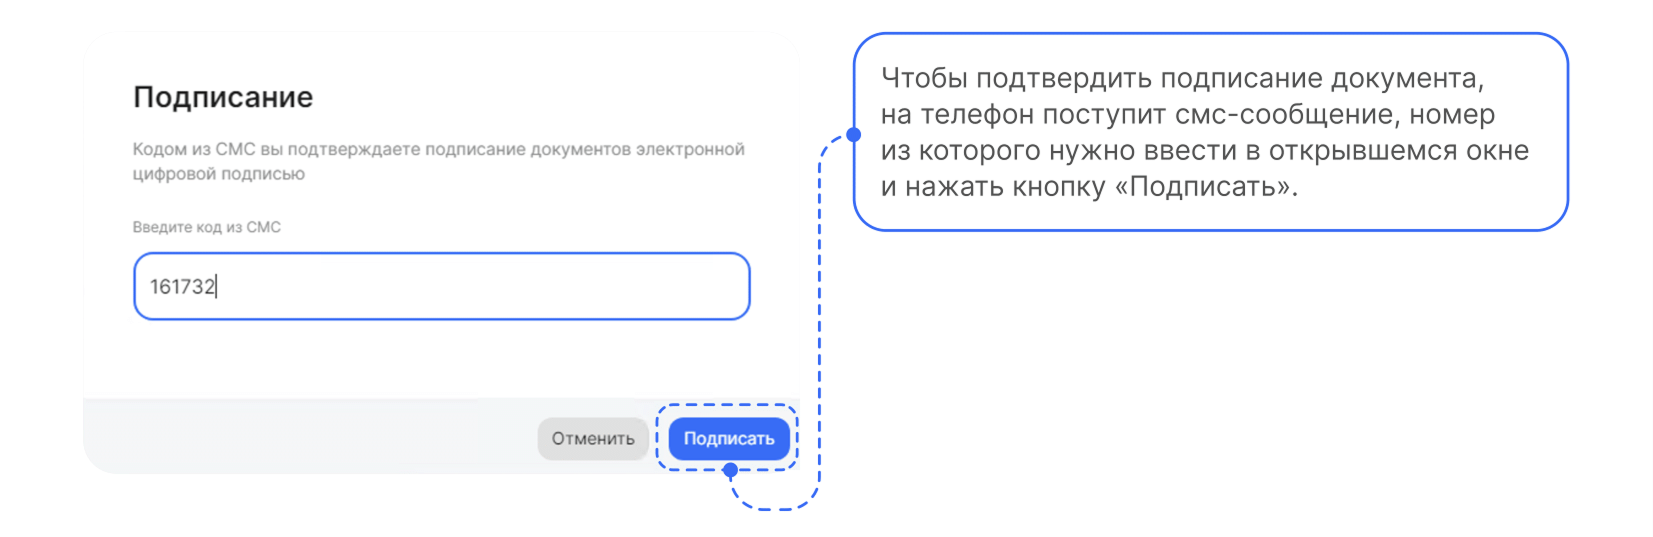 Подписание
Кодом из СМС вы подтверждаете подписание документов электронной
цифровой подписью
Введите код из СМС
161732
Отменить
Подписать
Чтобы подтвердить подписание документа,
на телефон поступит смс-сообщение, номер
из которого нужно ввести в открывшемся окне
и нажать кнопку «Подписать».